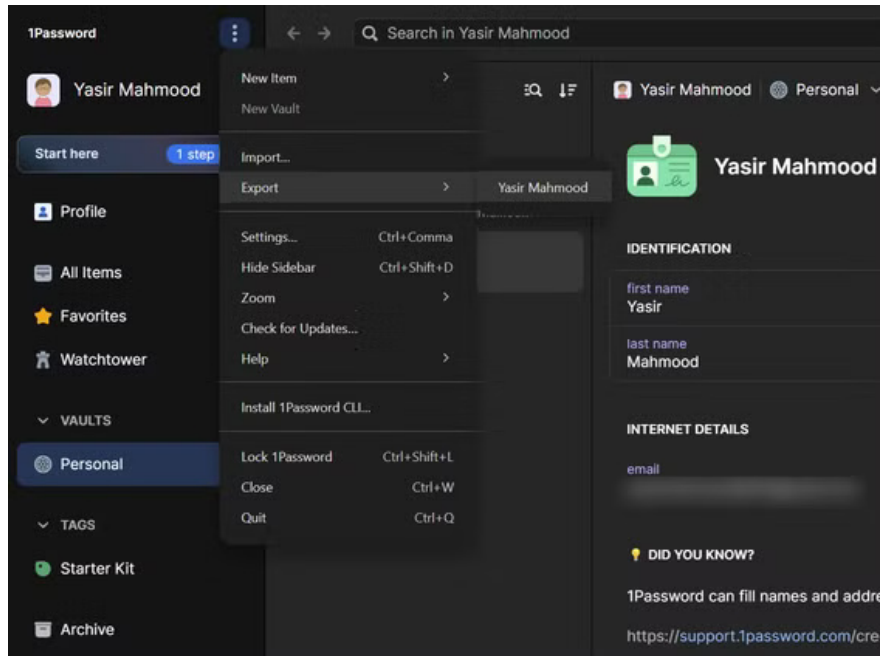 1Password
Search in Yasir Mahmood
Yasir Mahmood
Start here
1 step
Profile
All Items
Favorites
Watchtower
VAULTS
Personal
TAGS
Starter Kit
Archive
New Item
New Vault
Import...
Export
Yasir Mahmood
Settings... Ctrl+Comma
Hide Sidebar Ctrl+Shift+D
Zoom
Check for Updates...
Help
Install 1Password CLI...
Lock 1Password Ctrl+Shift+L
Close Ctrl+W
Quit Ctrl+Q
Yasir Mahmood Personal
Yasir Mahmood
IDENTIFICATION
first name
Yasir
last name
Mahmood
INTERNET DETAILS
email
DID YOU KNOW?
1Password can fill names and addre
https://support.1password.com/cre